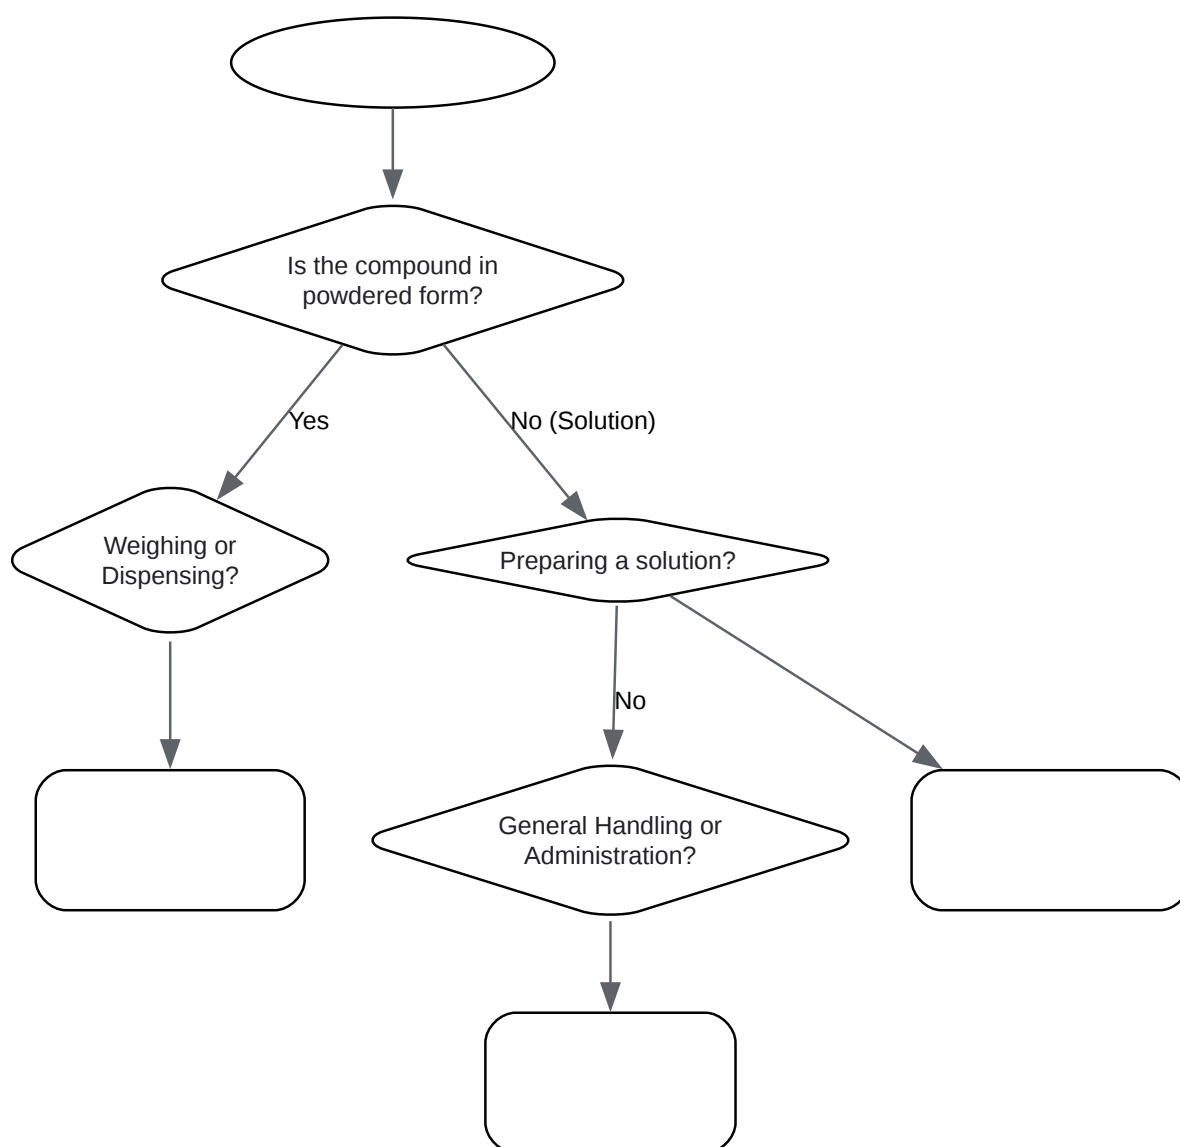 Is the compound in
powdered form?
Yes
No (Solution)
Weighing or
Dispensing?
Preparing a solution?
No
General Handling or
Administration?